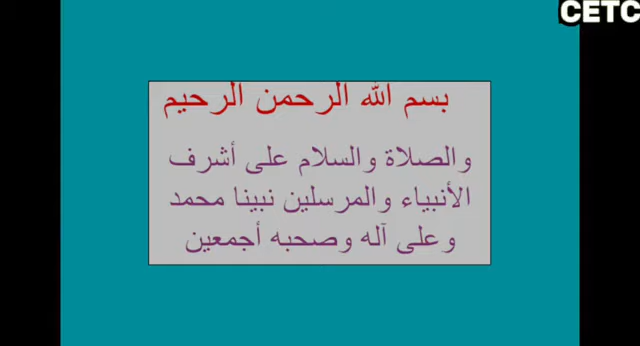 CETC
بسم الله الرحمن الرحيم
والصلاة والسلام على أشرف
الأنبياء والمرسلين نبينا محمد
وعلى آله وصحبه أجمعين